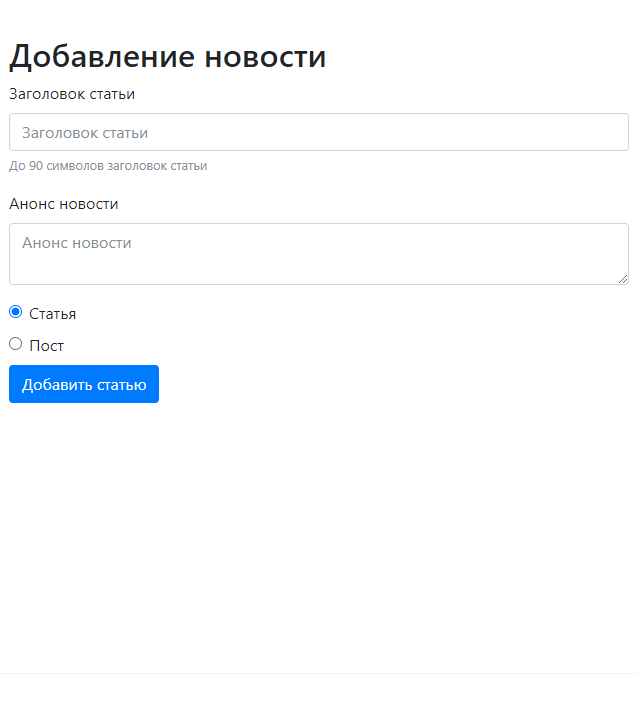 Добавление новости
Заголовок статьи
Заголовок статьи
До 90 символов заголовок статьи
Анонс новости
Анонс новости
Статья
Пост
Добавить статью